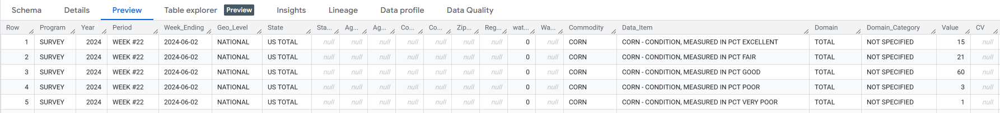 Schema Details Preview Table explorer Preview Insights Lineage Data profile Data Quality
Row Program Year Period Week_Ending Geo_Level State Sta... Ag... Ag... Co... Co... Zip... Reg... wat... Wa... Commodity Data_Item Domain Domain_Category Value CV
1 SURVEY 2024 WEEK #22 2024-06-02 NATIONAL US TOTAL null null null null null null null 0 null CORN CORN - CONDITION, MEASURED IN PCT EXCELLENT TOTAL NOT SPECIFIED 15 null
2 SURVEY 2024 WEEK #22 2024-06-02 NATIONAL US TOTAL null null null null null null null 0 null CORN CORN - CONDITION, MEASURED IN PCT FAIR TOTAL NOT SPECIFIED 21 null
3 SURVEY 2024 WEEK #22 2024-06-02 NATIONAL US TOTAL null null null null null null null 0 null CORN CORN - CONDITION, MEASURED IN PCT GOOD TOTAL NOT SPECIFIED 60 null
4 SURVEY 2024 WEEK #22 2024-06-02 NATIONAL US TOTAL null null null null null null null 0 null CORN CORN - CONDITION, MEASURED IN PCT POOR TOTAL NOT SPECIFIED 3 null
5 SURVEY 2024 WEEK #22 2024-06-02 NATIONAL US TOTAL null null null null null null null 0 null CORN CORN - CONDITION, MEASURED IN PCT VERY POOR TOTAL NOT SPECIFIED 1 null